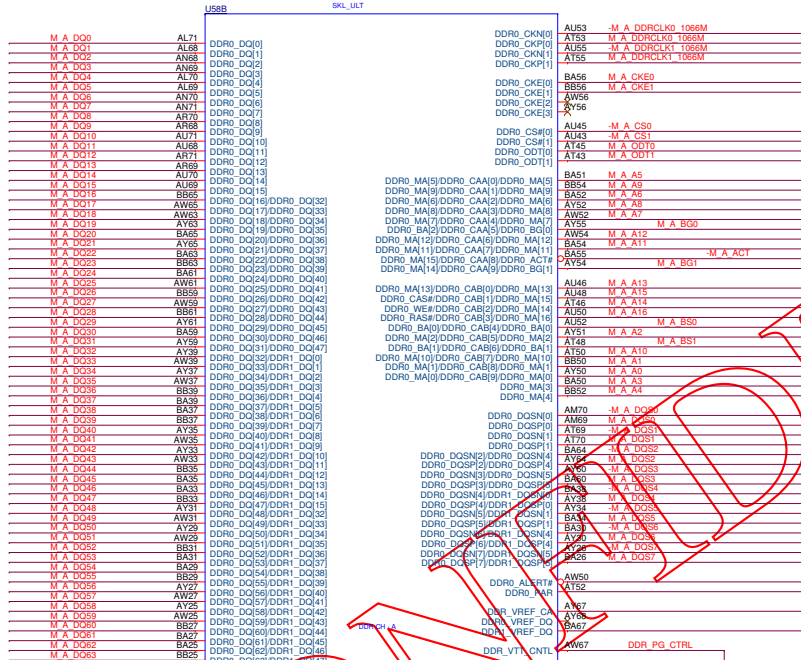 U58B
SKL_ULT
M_A_DQ0 AL71 DDR0_DQ[0]
M_A_DQ1 AL68 DDR0_DQ[1]
M_A_DQ2 AN68 DDR0_DQ[2]
M_A_DQ3 AN69 DDR0_DQ[3]
M_A_DQ4 AL70 DDR0_DQ[4]
M_A_DQ5 AL69 DDR0_DQ[5]
M_A_DQ6 AN70 DDR0_DQ[6]
M_A_DQ7 AN71 DDR0_DQ[7]
M_A_DQ8 AR70 DDR0_DQ[8]
M_A_DQ9 AR68 DDR0_DQ[9]
M_A_DQ10 AU71 DDR0_DQ[10]
M_A_DQ11 AU68 DDR0_DQ[11]
M_A_DQ12 AR71 DDR0_DQ[12]
M_A_DQ13 AR69 DDR0_DQ[13]
M_A_DQ14 AU70 DDR0_DQ[14]
M_A_DQ15 AU69 DDR0_DQ[15]
M_A_DQ16 BB65 DDR0_DQ[16]/DDR0_DQ[32]
M_A_DQ17 AW65 DDR0_DQ[17]/DDR0_DQ[33]
M_A_DQ18 AW63 DDR0_DQ[18]/DDR0_DQ[34]
M_A_DQ19 AY63 DDR0_DQ[19]/DDR0_DQ[35]
M_A_DQ20 BA65 DDR0_DQ[20]/DDR0_DQ[36]
M_A_DQ21 AY65 DDR0_DQ[21]/DDR0_DQ[37]
M_A_DQ22 BA63 DDR0_DQ[22]/DDR0_DQ[38]
M_A_DQ23 BB63 DDR0_DQ[23]/DDR0_DQ[39]
M_A_DQ24 BA61 DDR0_DQ[24]/DDR0_DQ[40]
M_A_DQ25 AW61 DDR0_DQ[25]/DDR0_DQ[41]
M_A_DQ26 BB59 DDR0_DQ[26]/DDR0_DQ[42]
M_A_DQ27 AW59 DDR0_DQ[27]/DDR0_DQ[43]
M_A_DQ28 BB61 DDR0_DQ[28]/DDR0_DQ[44]
M_A_DQ29 AY61 DDR0_DQ[29]/DDR0_DQ[45]
M_A_DQ30 BA59 DDR0_DQ[30]/DDR0_DQ[46]
M_A_DQ31 AY59 DDR0_DQ[31]/DDR0_DQ[47]
M_A_DQ32 AY39 DDR0_DQ[32]/DDR1_DQ[0]
M_A_DQ33 AW39 DDR0_DQ[33]/DDR1_DQ[1]
M_A_DQ34 AY37 DDR0_DQ[34]/DDR1_DQ[2]
M_A_DQ35 AW37 DDR0_DQ[35]/DDR1_DQ[3]
M_A_DQ36 BB39 DDR0_DQ[36]/DDR1_DQ[4]
M_A_DQ37 BA39 DDR0_DQ[37]/DDR1_DQ[5]
M_A_DQ38 BA37 DDR0_DQ[38]/DDR1_DQ[6]
M_A_DQ39 BB37 DDR0_DQ[39]/DDR1_DQ[7]
M_A_DQ40 AY35 DDR0_DQ[40]/DDR1_DQ[8]
M_A_DQ41 AW35 DDR0_DQ[41]/DDR1_DQ[9]
M_A_DQ42 AY33 DDR0_DQ[42]/DDR1_DQ[10]
M_A_DQ43 AW33 DDR0_DQ[43]/DDR1_DQ[11]
M_A_DQ44 BB35 DDR0_DQ[44]/DDR1_DQ[12]
M_A_DQ45 BA35 DDR0_DQ[45]/DDR1_DQ[13]
M_A_DQ46 BA33 DDR0_DQ[46]/DDR1_DQ[14]
M_A_DQ47 BB33 DDR0_DQ[47]/DDR1_DQ[15]
M_A_DQ48 AY31 DDR0_DQ[48]/DDR1_DQ[32]
M_A_DQ49 AW31 DDR0_DQ[49]/DDR1_DQ[33]
M_A_DQ50 AY29 DDR0_DQ[50]/DDR1_DQ[34]
M_A_DQ51 AW29 DDR0_DQ[51]/DDR1_DQ[35]
M_A_DQ52 BB31 DDR0_DQ[52]/DDR1_DQ[36]
M_A_DQ53 BA31 DDR0_DQ[53]/DDR1_DQ[37]
M_A_DQ54 BA29 DDR0_DQ[54]/DDR1_DQ[38]
M_A_DQ55 BB29 DDR0_DQ[55]/DDR1_DQ[39]
M_A_DQ56 AY27 DDR0_DQ[56]/DDR1_DQ[40]
M_A_DQ57 AW27 DDR0_DQ[57]/DDR1_DQ[41]
M_A_DQ58 AY25 DDR0_DQ[58]/DDR1_DQ[42]
M_A_DQ59 AW25 DDR0_DQ[59]/DDR1_DQ[43]
M_A_DQ60 BB27 DDR0_DQ[60]/DDR1_DQ[44]
M_A_DQ61 BA27 DDR0_DQ[61]/DDR1_DQ[45]
M_A_DQ62 BA25 DDR0_DQ[62]/DDR1_DQ[46]
M_A_DQ63 BB25
DDR0_CKN[0] AU53 -M_A_DDRCLK0_1066M
DDR0_CKP[0] AT53 M_A_DDRCLK0_1066M
DDR0_CKN[1] AU55 -M_A_DDRCLK1_1066M
DDR0_CKP[1] AT55 M_A_DDRCLK1_1066M
DDR0_CKE[0] BA56 M_A_CKE0
DDR0_CKE[1] BB56 M_A_CKE1
DDR0_CKE[2] AW56
DDR0_CKE[3] AY56
DDR0_CS#[0] AU45 -M_A_CS0
DDR0_CS#[1] AU43 -M_A_CS1
DDR0_ODT[0] AT45 M_A_ODT0
DDR0_ODT[1] AT43 M_A_ODT1
DDR0_MA[5]/DDR0_CAA[0]/DDR0_MA[5] BA51 M_A_A5
DDR0_MA[9]/DDR0_CAA[1]/DDR0_MA[9] BB54 M_A_A9
DDR0_MA[6]/DDR0_CAA[2]/DDR0_MA[6] BA52 M_A_A6
DDR0_MA[8]/DDR0_CAA[3]/DDR0_MA[8] AY52 M_A_A8
DDR0_MA[7]/DDR0_CAA[4]/DDR0_MA[7] AW52 M_A_A7
DDR0_BA[2]/DDR0_CAA[5]/DDR0_BG[0] AY55 M_A_BG0
DDR0_MA[12]/DDR0_CAA[6]/DDR0_MA[12] AW54 M_A_A12
DDR0_MA[11]/DDR0_CAA[7]/DDR0_MA[11] BA54 M_A_A11
DDR0_MA[15]/DDR0_CAA[8]/DDR0_ACT# BA55 -M_A_ACT
DDR0_MA[14]/DDR0_CAA[9]/DDR0_BG[1] AY54 M_A_BG1
DDR0_MA[13]/DDR0_CAB[0]/DDR0_MA[13] AU46 M_A_A13
DDR0_CAS#/DDR0_CAB[1]/DDR0_MA[15] AU48 M_A_A15
DDR0_WE#/DDR0_CAB[2]/DDR0_MA[14] AT46 M_A_A14
DDR0_RAS#/DDR0_CAB[3]/DDR0_MA[16] AU50 M_A_A16
DDR0_BA[0]/DDR0_CAB[4]/DDR0_BA[0] AU52 M_A_BS0
DDR0_MA[2]/DDR0_CAB[5]/DDR0_MA[2] AY51 M_A_A2
DDR0_BA[1]/DDR0_CAB[6]/DDR0_BA[1] AT48 M_A_BS1
DDR0_MA[10]/DDR0_CAB[7]/DDR0_MA[10] AT50 M_A_A10
DDR0_MA[1]/DDR0_CAB[8]/DDR0_MA[1] BB50 M_A_A1
DDR0_MA[0]/DDR0_CAB[9]/DDR0_MA[0] AY50 M_A_A0
DDR0_MA[3] BA50 M_A_A3
DDR0_MA[4] BB52 M_A_A4
DDR0_DQSN[0] AM70 -M_A_DQS0
DDR0_DQSP[0] AM69 M_A_DQS0
DDR0_DQSN[1] AT69 -M_A_DQS1
DDR0_DQSP[1] AT70 M_A_DQS1
DDR0_DQSN[2]/DDR0_DQSN[4] BA64 -M_A_DQS2
DDR0_DQSP[2]/DDR0_DQSP[4] AY64 M_A_DQS2
DDR0_DQSN[3]/DDR0_DQSN[5] AY60 -M_A_DQS3
DDR0_DQSP[3]/DDR0_DQSP[5] BA60 M_A_DQS3
DDR0_DQSN[4]/DDR1_DQSN[0] BA38 -M_A_DQS4
DDR0_DQSP[4]/DDR1_DQSP[0] AY38 M_A_DQS4
DDR0_DQSN[5]/DDR1_DQSN[1] AY34 -M_A_DQS5
DDR0_DQSP[5]/DDR1_DQSP[1] BA34 M_A_DQS5
DDR0_DQSN[6]/DDR1_DQSN[4] BA30 -M_A_DQS6
DDR0_DQSP[6]/DDR1_DQSP[4] AY30 M_A_DQS6
DDR0_DQSN[7]/DDR1_DQSN[5] AY26 -M_A_DQS7
DDR0_DQSP[7]/DDR1_DQSP[5] BA26 M_A_DQS7
DDR0_ALERT# AW50
DDR0_PAR AT52
DDR_VREF_CA AY67
DDR0_VREF_DQ AY68
DDR1_VREF_DQ BA67
DDR_VTT_CNTL AW67 DDR_PG_CTRL
DDR CH - A